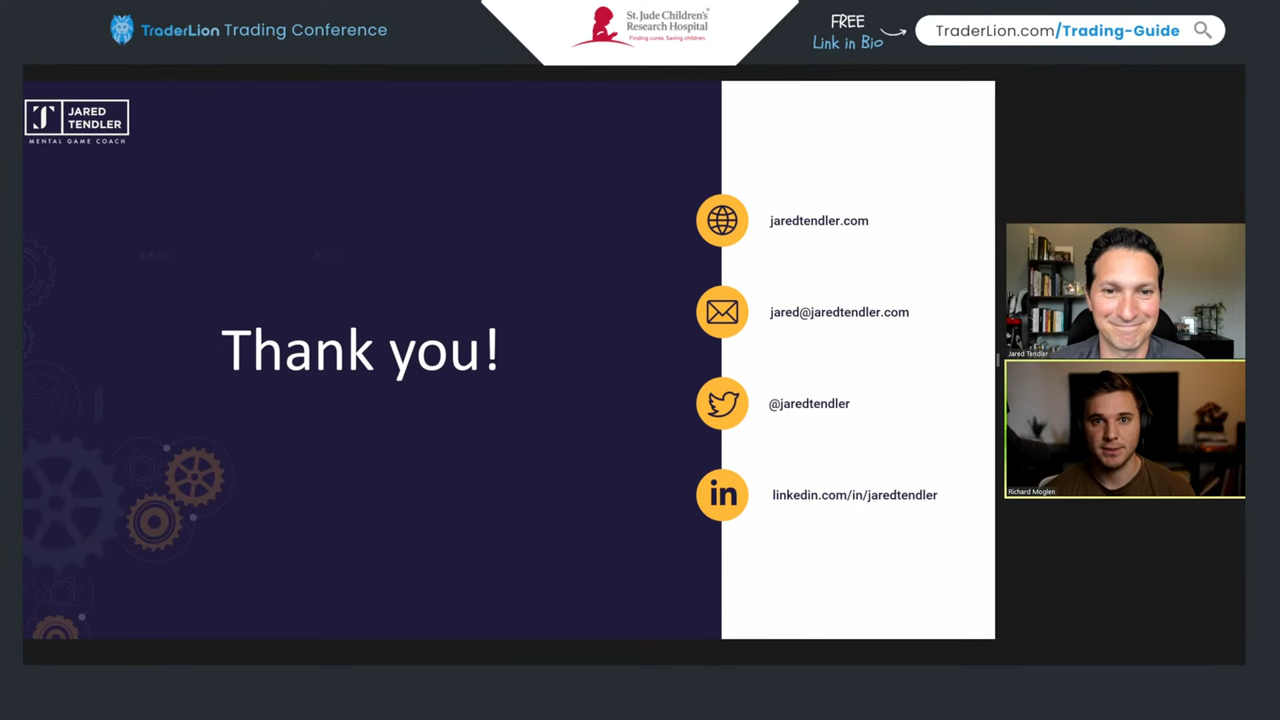 TraderLion Trading Conference
St. Jude Children's
Research Hospital
Finding cures. Saving children.
FREE
Link in Bio
TraderLion.com/Trading-Guide
JT
JARED
TENDLER
MENTAL GAME COACH
Thank you!
jaredtendler.com
jared@jaredtendler.com
@jaredtendler
in
linkedin.com/in/jaredtendler
Jared Tendler
Richard Moglen